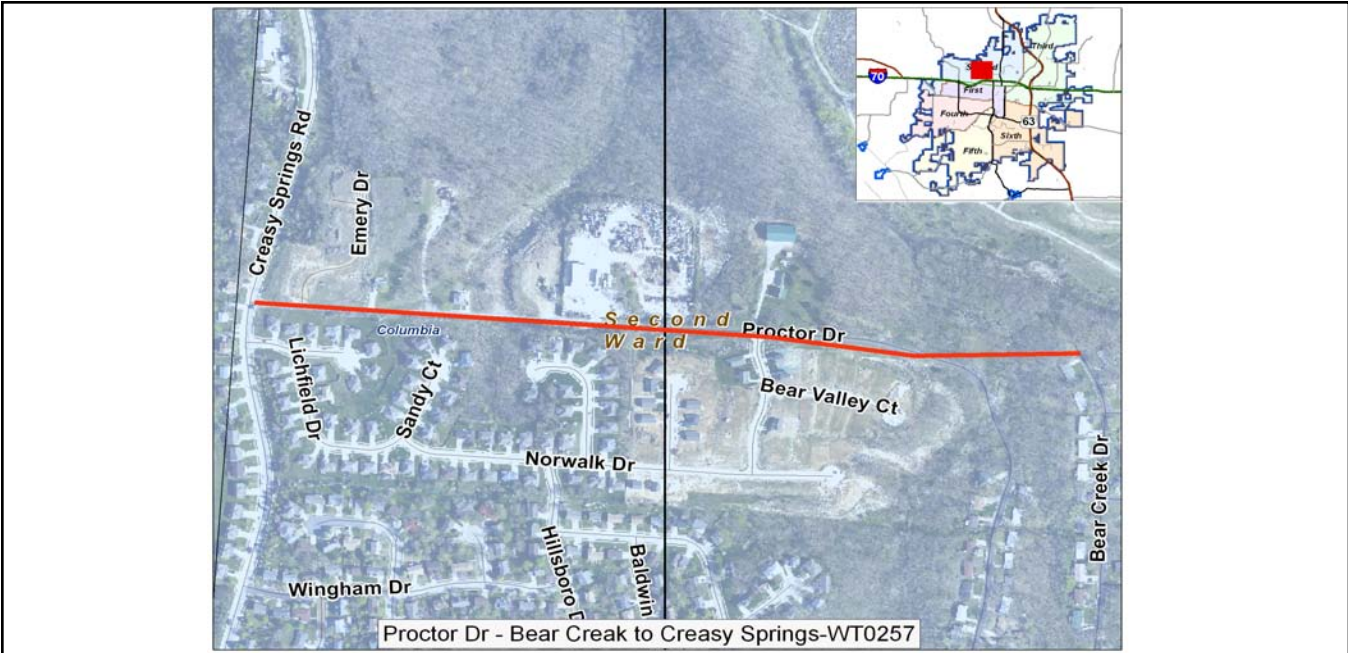 Third
Second
70
First
Fourth
63
Sixth
Fifth
Creasy Springs Rd
Emery Dr
Columbia
Second
Ward
Proctor Dr
Lichfield Dr
Sandy Ct
Bear Valley Ct
Norwalk Dr
Bear Creek Dr
Hillsboro D
Baldwin
Wingham Dr
Proctor Dr - Bear Creak to Creasy Springs-WT0257